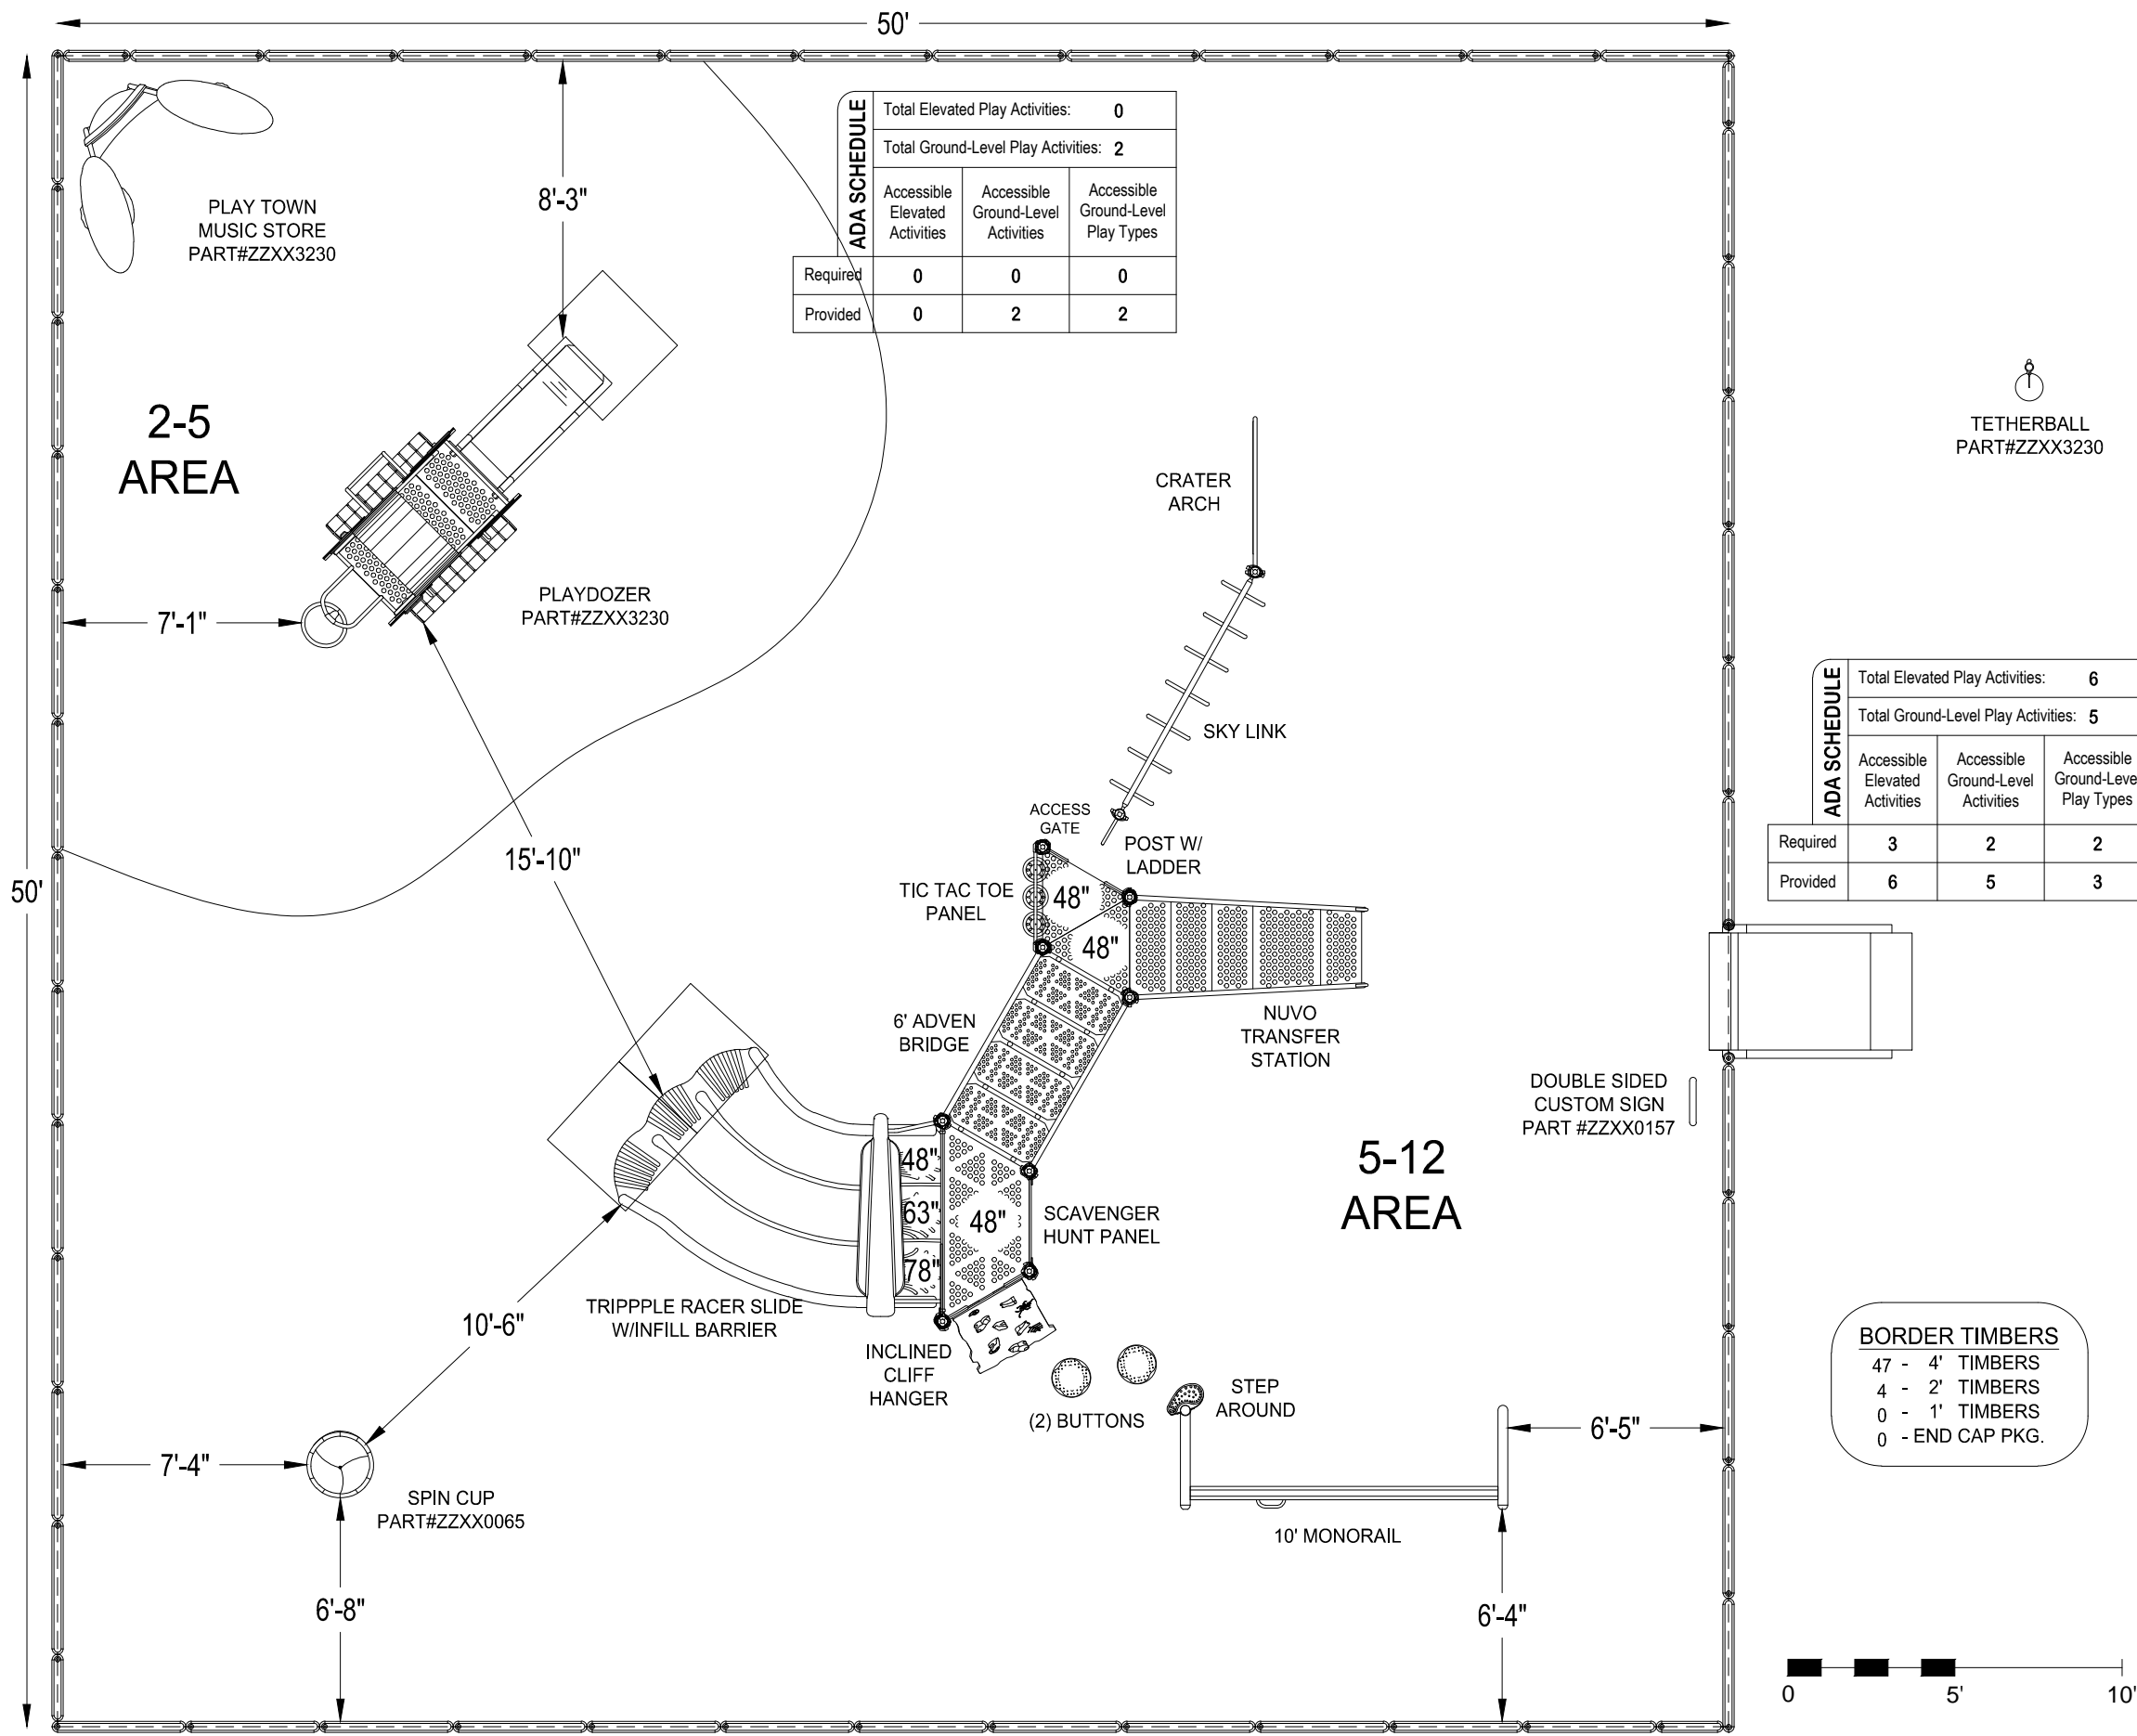 50'
50'
PLAY TOWN
MUSIC STORE
PART#ZZXX3230
8'-3"
ADA SCHEDULE
Total Elevated Play Activities: 0
Total Ground-Level Play Activities: 2
Accessible Elevated Activities
Accessible Ground-Level Activities
Accessible Ground-Level Play Types
Required 0 0 0
Provided 0 2 2
2-5
AREA
TETHERBALL
PART#ZZXX3230
CRATER
ARCH
PLAYDOZER
PART#ZZXX3230
7'-1"
SKY LINK
ADA SCHEDULE
Total Elevated Play Activities: 6
Total Ground-Level Play Activities: 5
Accessible Elevated Activities
Accessible Ground-Level Activities
Accessible Ground-Leve Play Types
Required 3 2 2
Provided 6 5 3
ACCESS
GATE
POST W/
LADDER
15'-10"
TIC TAC TOE
PANEL
48"
48"
6' ADVEN
BRIDGE
NUVO
TRANSFER
STATION
DOUBLE SIDED
CUSTOM SIGN
PART #ZZXX0157
5-12
AREA
48"
63"
78"
48"
SCAVENGER
HUNT PANEL
TRIPPPLE RACER SLIDE
W/INFILL BARRIER
10'-6"
INCLINED
CLIFF
HANGER
(2) BUTTONS
STEP
AROUND
6'-5"
BORDER TIMBERS
47 - 4' TIMBERS
4 - 2' TIMBERS
0 - 1' TIMBERS
0 - END CAP PKG.
7'-4"
SPIN CUP
PART#ZZXX0065
10' MONORAIL
6'-8"
6'-4"
0 5' 10'